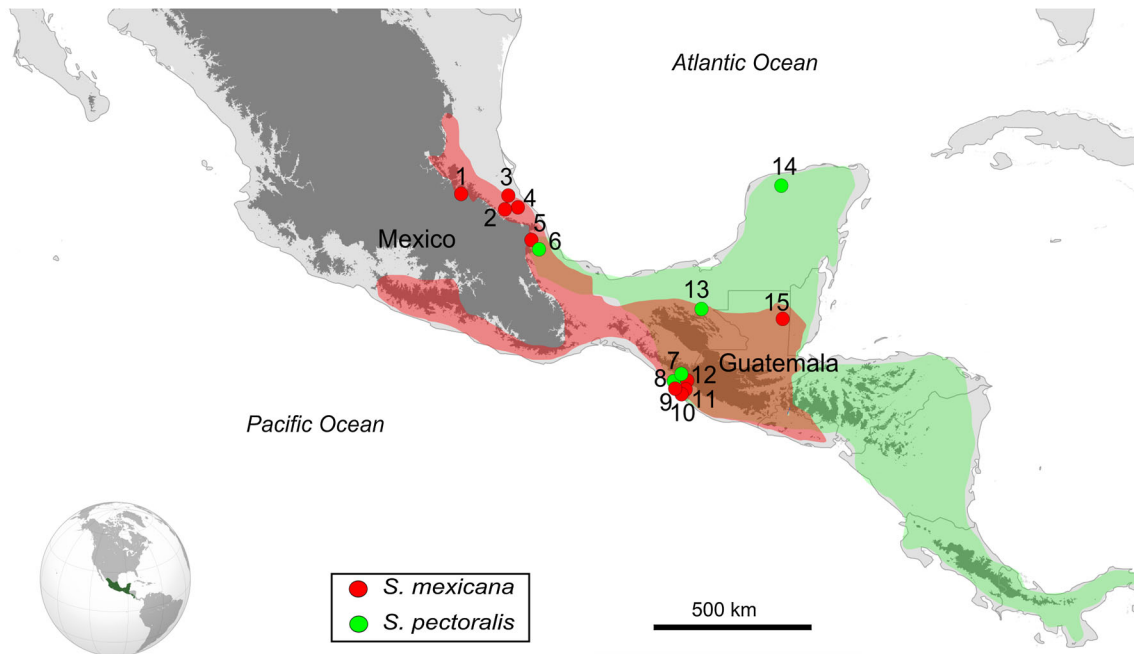 Atlantic Ocean
14
1
3
4
2
5
Mexico
6
13
15
7
Guatemala
8
12
9
11
10
Pacific Ocean
S. mexicana
S. pectoralis
500 km